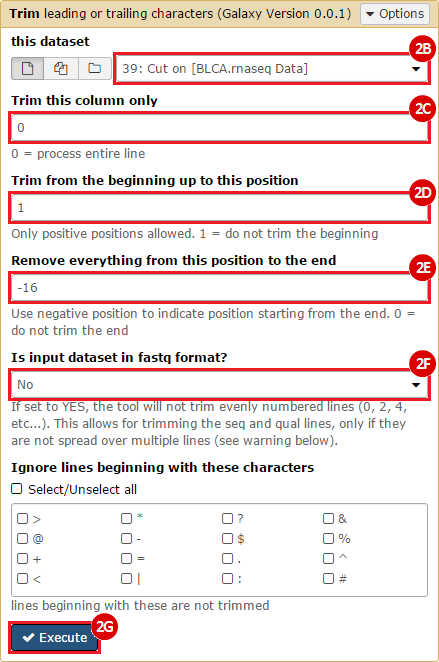 Trim leading or trailing characters (Galaxy Version 0.0.1) Options
this dataset
2B
39: Cut on [BLCA.rnaseq Data]
Trim this column only
2C
0
0 = process entire line
Trim from the beginning up to this position
2D
1
Only positive positions allowed. 1 = do not trim the beginning
Remove everything from this position to the end
2E
-16
Use negative position to indicate position starting from the end. 0 =
do not trim the end
Is input dataset in fastq format?
2F
No
If set to YES, the tool will not trim evenly numbered lines (0, 2, 4,
etc...). This allows for trimming the seq and qual lines, only if they
are not spread over multiple lines (see warning below).
Ignore lines beginning with these characters
Select/Unselect all
> * ? &
@ - $ %
+ = . ^
< | : #
lines beginning with these are not trimmed
2G
Execute